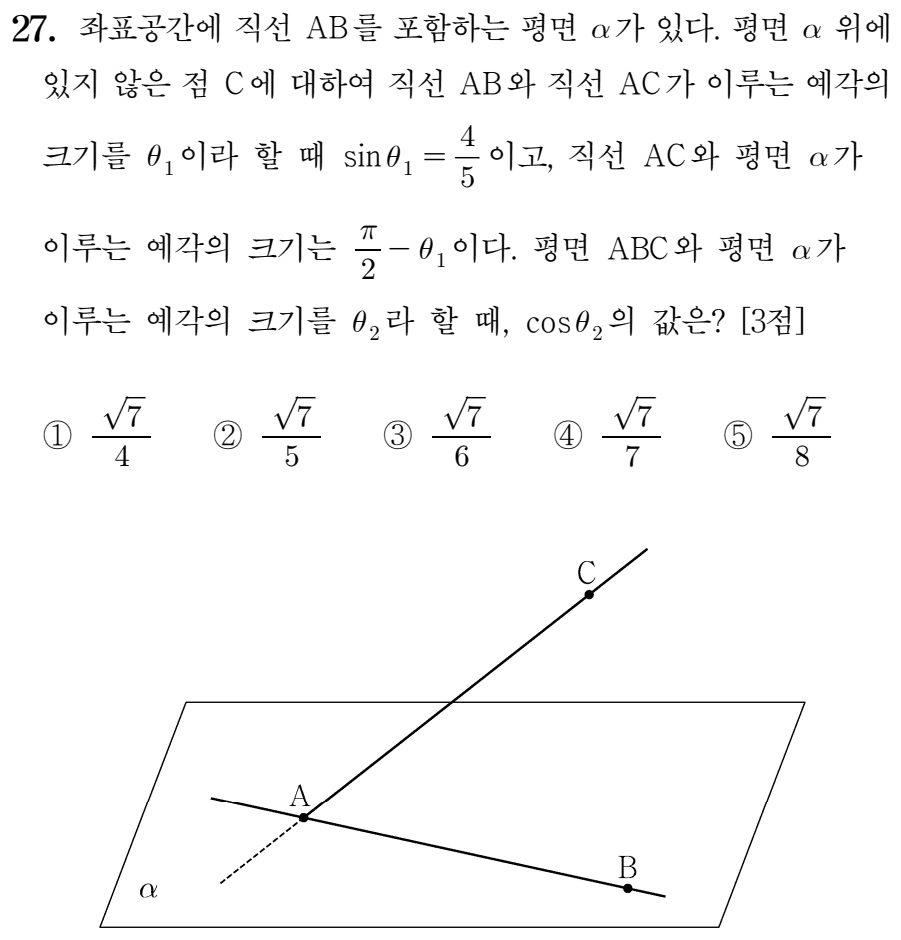 27. 좌표공간에 직선 AB를 포함하는 평면 α가 있다. 평면 α 위에
있지 않은 점 C에 대하여 직선 AB와 직선 AC가 이루는 예각의
크기를 θ₁이라 할 때 sinθ₁ = 4/5 이고, 직선 AC와 평면 α가
이루는 예각의 크기는 π/2 − θ₁이다. 평면 ABC와 평면 α가
이루는 예각의 크기를 θ₂라 할 때, cosθ₂의 값은? [3점]
① √7/4 ② √7/5 ③ √7/6 ④ √7/7 ⑤ √7/8
C
A
B
α